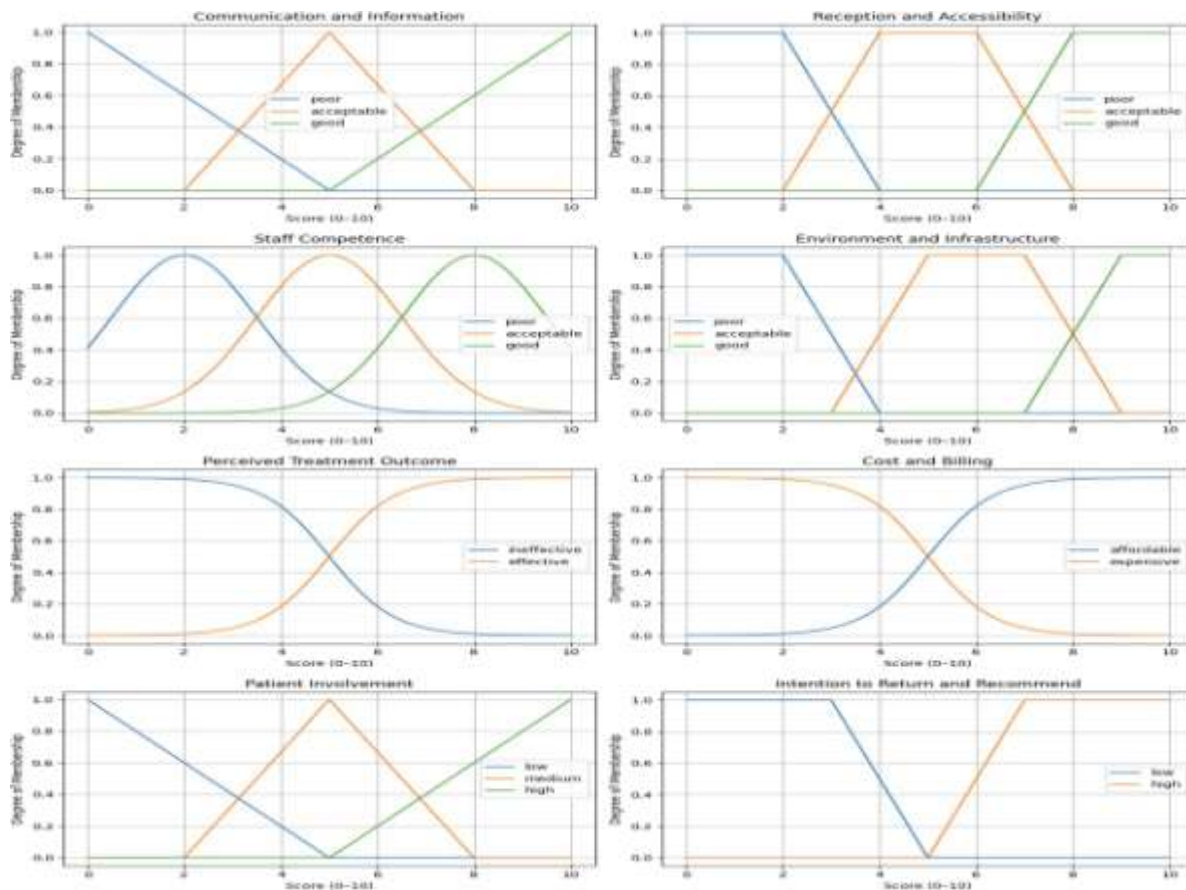 Communication and Information
Degree of Membership
1.0
0.8
0.6
0.4
0.2
0.0
poor
acceptable
good
0 2 4 6 8 10
Score (0–10)
Reception and Accessibility
Degree of Membership
1.0
0.8
0.6
0.4
0.2
0.0
poor
acceptable
good
0 2 4 6 8 10
Score (0–10)
Staff Competence
Degree of Membership
1.0
0.8
0.6
0.4
0.2
0.0
poor
acceptable
good
0 2 4 6 8 10
Score (0–10)
Environment and Infrastructure
Degree of Membership
1.0
0.8
0.6
0.4
0.2
0.0
poor
acceptable
good
0 2 4 6 8 10
Score (0–10)
Perceived Treatment Outcome
Degree of Membership
1.0
0.8
0.6
0.4
0.2
0.0
ineffective
effective
0 2 4 6 8 10
Score (0–10)
Cost and Billing
Degree of Membership
1.0
0.8
0.6
0.4
0.2
0.0
affordable
expensive
0 2 4 6 8 10
Score (0–10)
Patient Involvement
Degree of Membership
1.0
0.8
0.6
0.4
0.2
0.0
low
medium
high
0 2 4 6 8 10
Score (0–10)
Intention to Return and Recommend
Degree of Membership
1.0
0.8
0.6
0.4
0.2
0.0
low
high
0 2 4 6 8 10
Score (0–10)